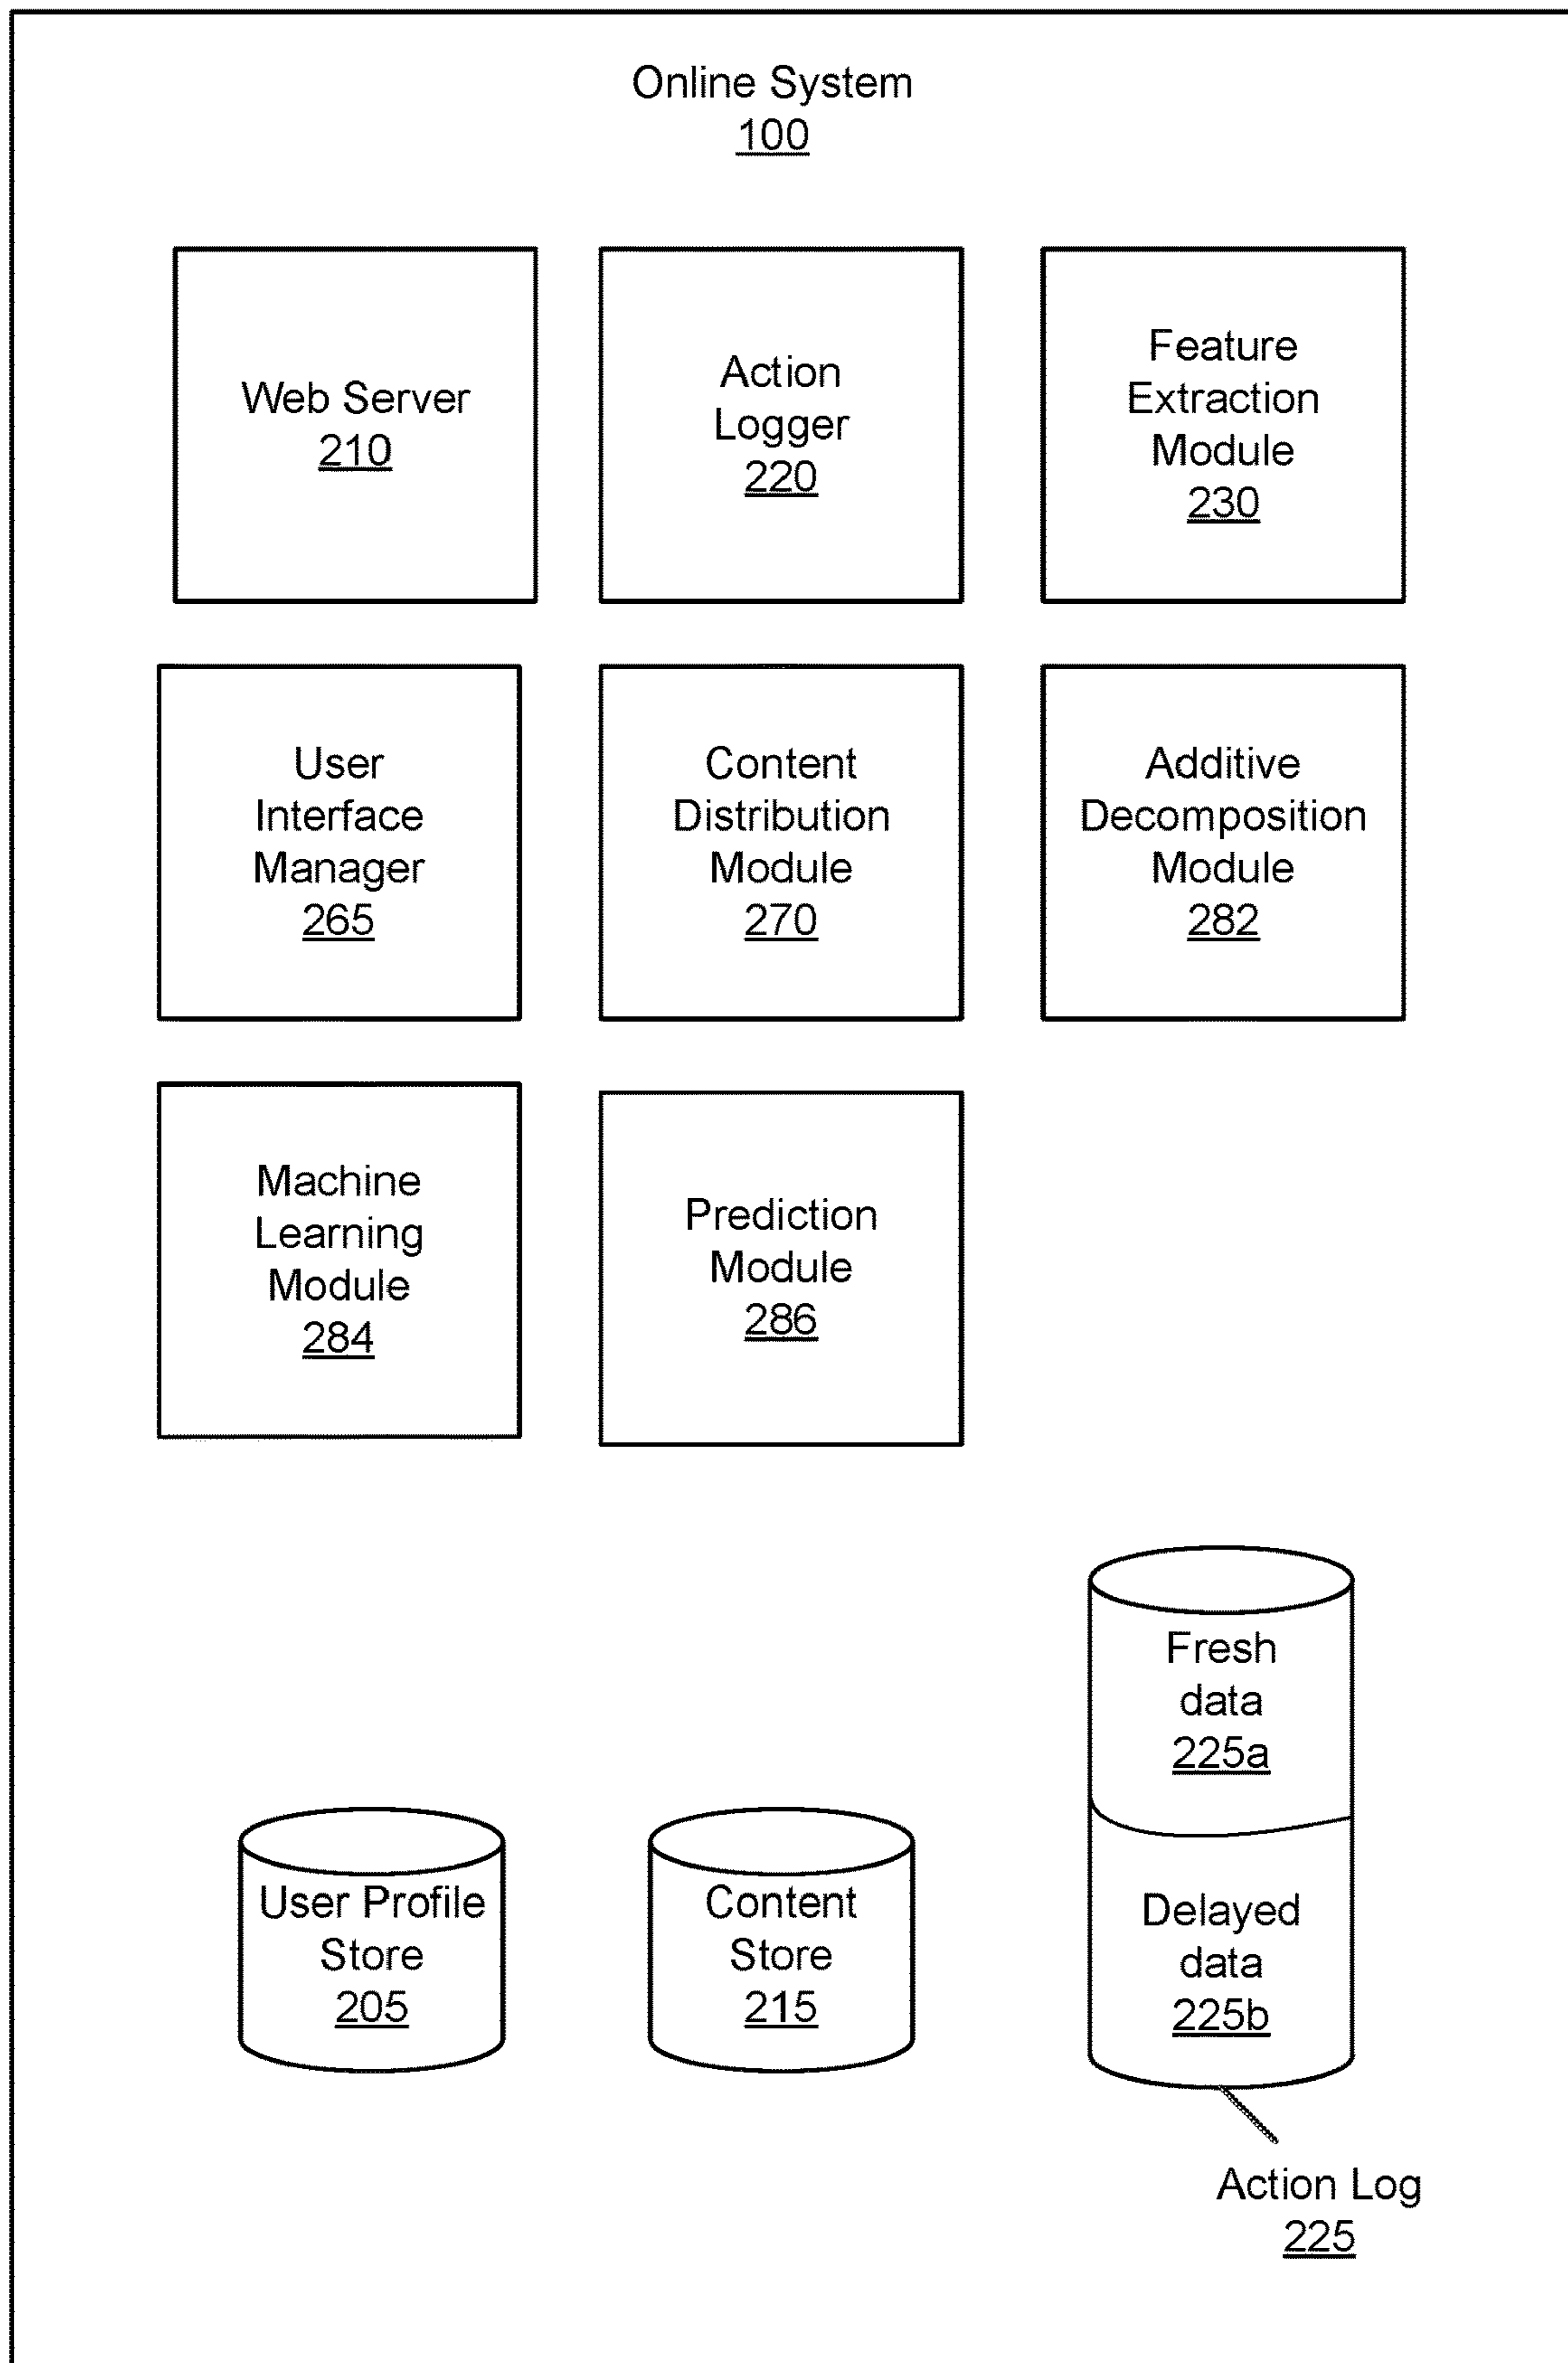 Online System
100
Web Server
210
Action
Logger
220
Feature
Extraction
Module
230
User
Interface
Manager
265
Content
Distribution
Module
270
Additive
Decomposition
Module
282
Machine
Learning
Module
284
Prediction
Module
286
User Profile
Store
205
Content
Store
215
Fresh
data
225a
Delayed
data
225b
Action Log
225